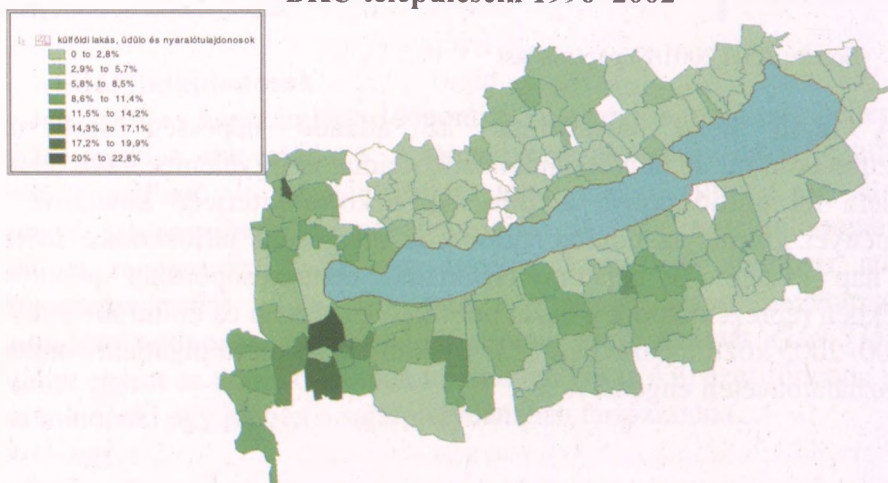 településein 1990–2002
külföldi lakás, üdülo és nyaralótulajdonosok
0 to 2,8%
2,9% to 5,7%
5,8% to 8,5%
8,6% to 11,4%
11,5% to 14,2%
14,3% to 17,1%
17,2% to 19,9%
20% to 22,8%